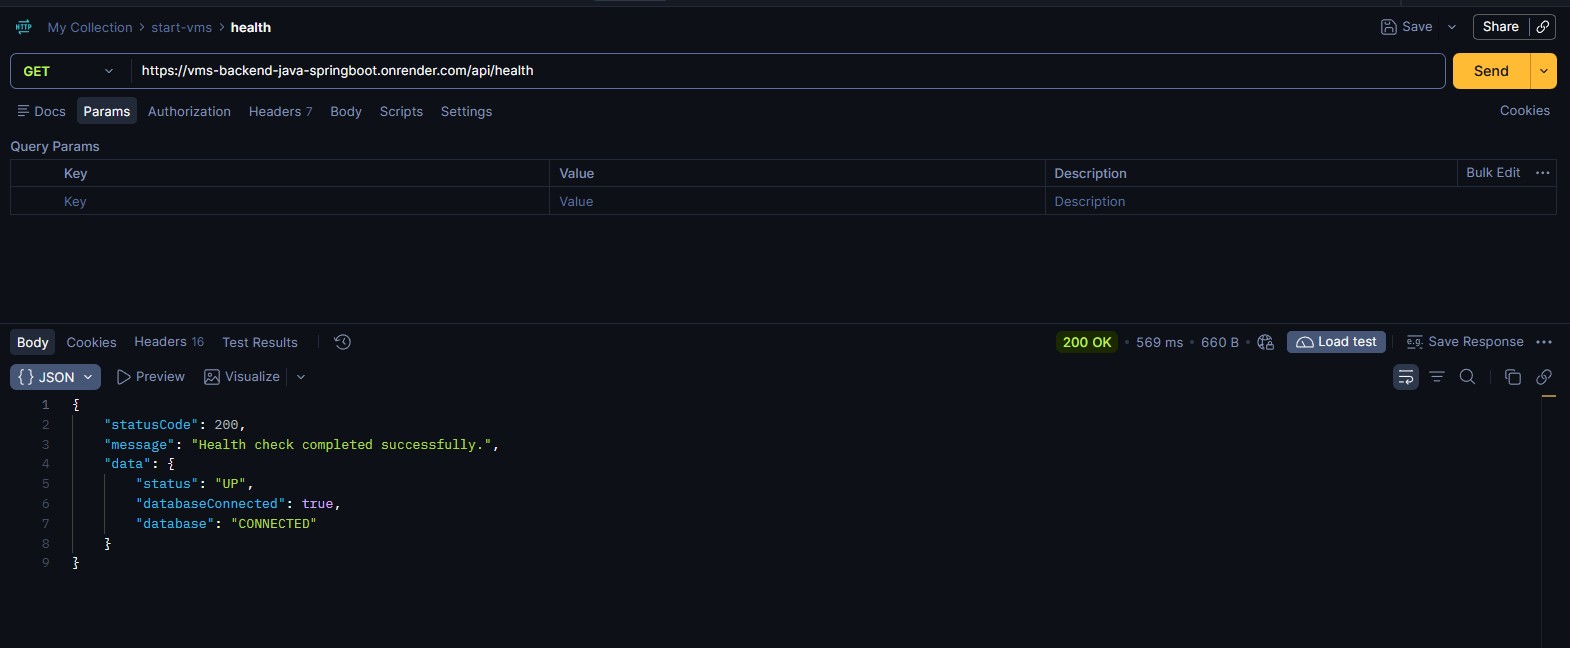 HTTP My Collection > start-vms > health Save Share
GET https://vms-backend-java-springboot.onrender.com/api/health Send
Docs Params Authorization Headers 7 Body Scripts Settings Cookies
Query Params
Key Value Description Bulk Edit
Key Value Description
Body Cookies Headers 16 Test Results 200 OK • 569 ms • 660 B • Load test e.g. Save Response
{} JSON Preview Visualize
1 {
2 "statusCode": 200,
3 "message": "Health check completed successfully.",
4 "data": {
5 "status": "UP",
6 "databaseConnected": true,
7 "database": "CONNECTED"
8 }
9 }